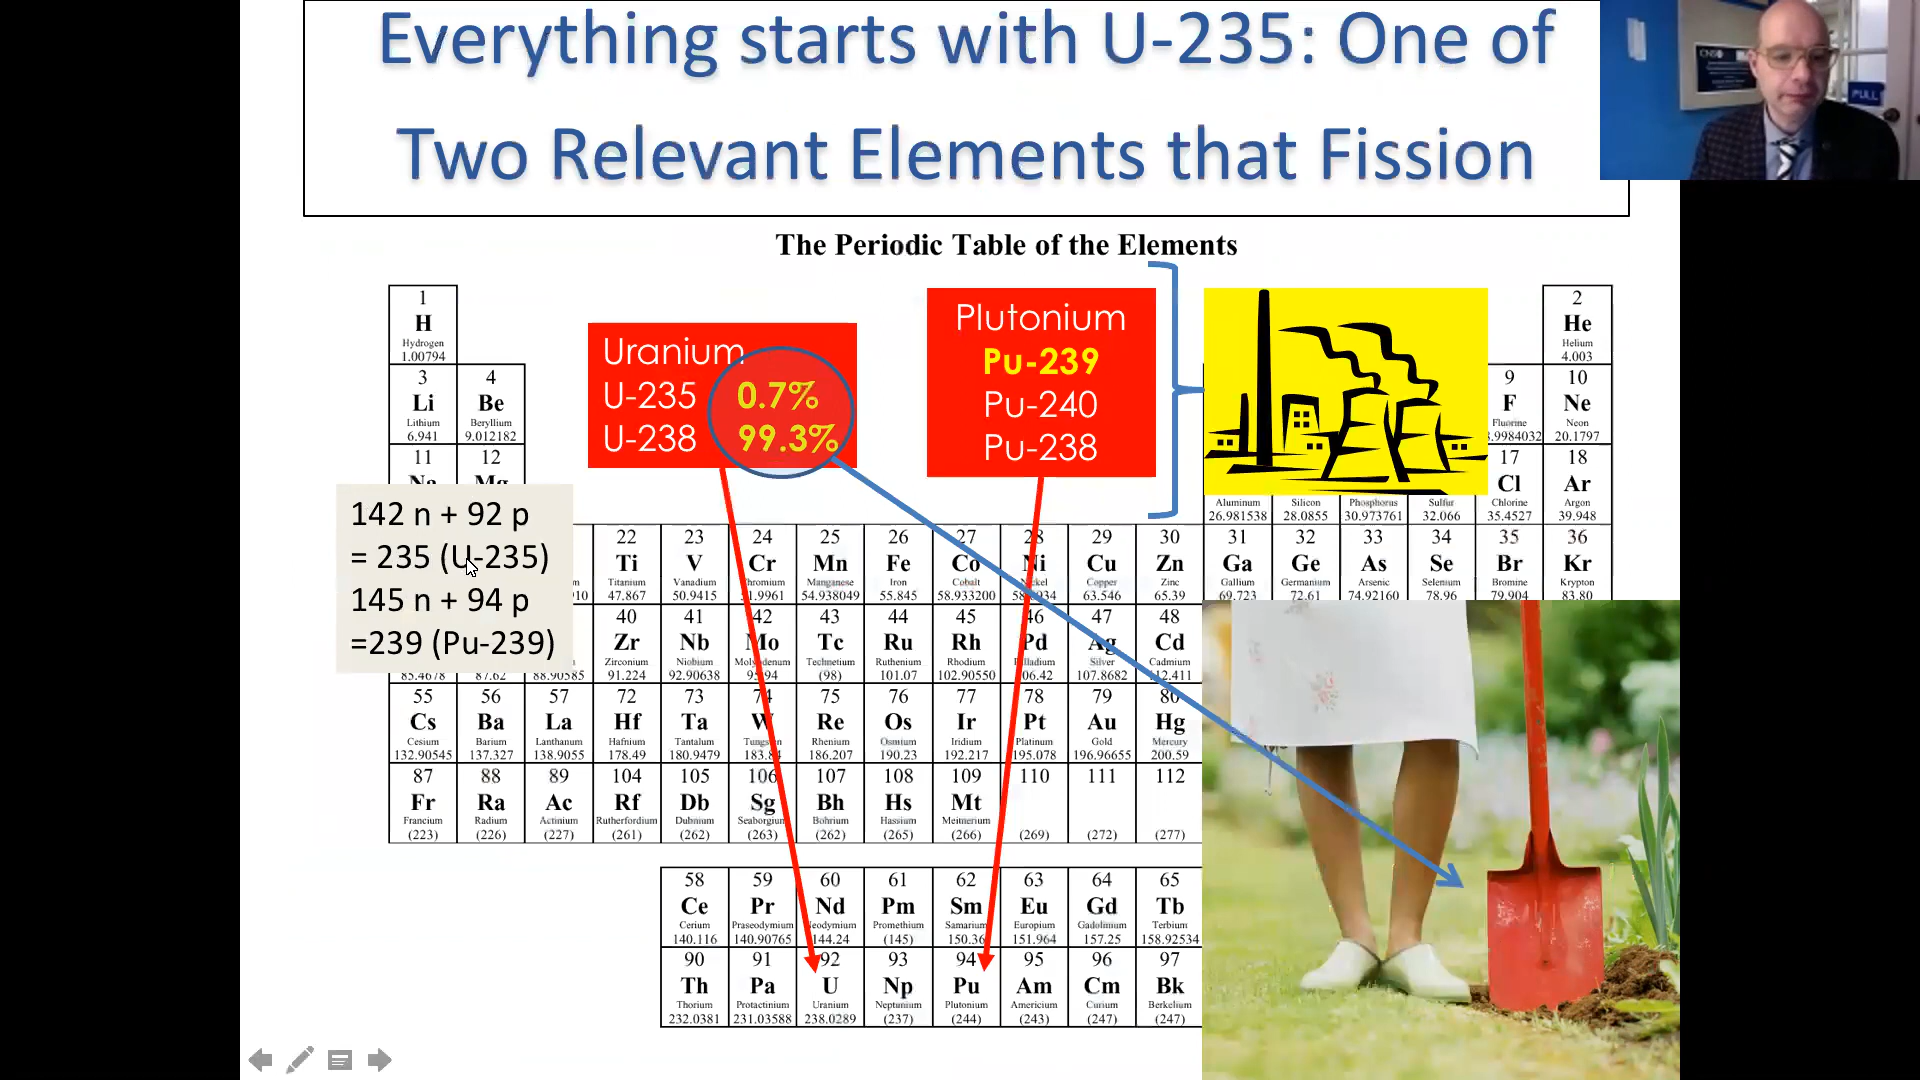 Everything starts with U-235: One of
Two Relevant Elements that Fission
CNS
PULL
The Periodic Table of the Elements
Uranium
U-235 0.7%
U-238 99.3%
Plutonium
Pu-239
Pu-240
Pu-238
142 n + 92 p
= 235 (U-235)
145 n + 94 p
=239 (Pu-239)
1 2
H He
Hydrogen Helium
1.00794 4.003
3 4 9 10
Li Be F Ne
Lithium Beryllium Fluorine Neon
6.941 9.012182 .9984032 20.1797
11 12 17 18
Na Mg Cl Ar
Aluminum Silicon Phosphorus Sulfur Chlorine Argon
26.981538 28.0855 30.973761 32.066 35.4527 39.948
22 23 24 25 26 27 28 29 30 31 32 33 34 35 36
Ti V Cr Mn Fe Co Ni Cu Zn Ga Ge As Se Br Kr
Titanium Vanadium Chromium Manganese Iron Cobalt Nickel Copper Zinc Gallium Germanium Arsenic Selenium Bromine Krypton
47.867 50.9415 51.9961 54.938049 55.845 58.933200 63.546 65.39 69.723 72.61 74.92160 78.96 79.904 83.80
40 41 42 43 44 45 46 47 48
Zr Nb Mo Tc Ru Rh Pd Ag Cd
Zirconium Niobium Molybdenum Technetium Ruthenium Rhodium Palladium Silver Cadmium
85.4678 87.62 88.90585 91.224 92.90638 95.94 (98) 101.07 102.90550 106.42 107.8682 112.411
55 56 57 72 73 74 75 76 77 78 79 80
Cs Ba La Hf Ta W Re Os Ir Pt Au Hg
Cesium Barium Lanthanum Hafnium Tantalum Tungsten Rhenium Osmium Iridium Platinum Gold Mercury
132.90545 137.327 138.9055 178.49 180.9479 183.84 186.207 190.23 192.217 195.078 196.96655 200.59
87 88 89 104 105 106 107 108 109 110 111 112
Fr Ra Ac Rf Db Sg Bh Hs Mt
Francium Radium Actinium Rutherfordium Dubnium Seaborgium Bohrium Hassium Meitnerium
(223) (226) (227) (261) (262) (263) (262) (265) (266) (269) (272) (277)
58 59 60 61 62 63 64 65
Ce Pr Nd Pm Sm Eu Gd Tb
Cerium Praseodymium Neodymium Promethium Samarium Europium Gadolinium Terbium
140.116 140.90765 144.24 (145) 150.36 151.964 157.25 158.92534
90 91 92 93 94 95 96 97
Th Pa U Np Pu Am Cm Bk
Thorium Protactinium Uranium Neptunium Plutonium Americium Curium Berkelium
232.0381 231.03588 238.0289 (237) (244) (243) (247) (247)